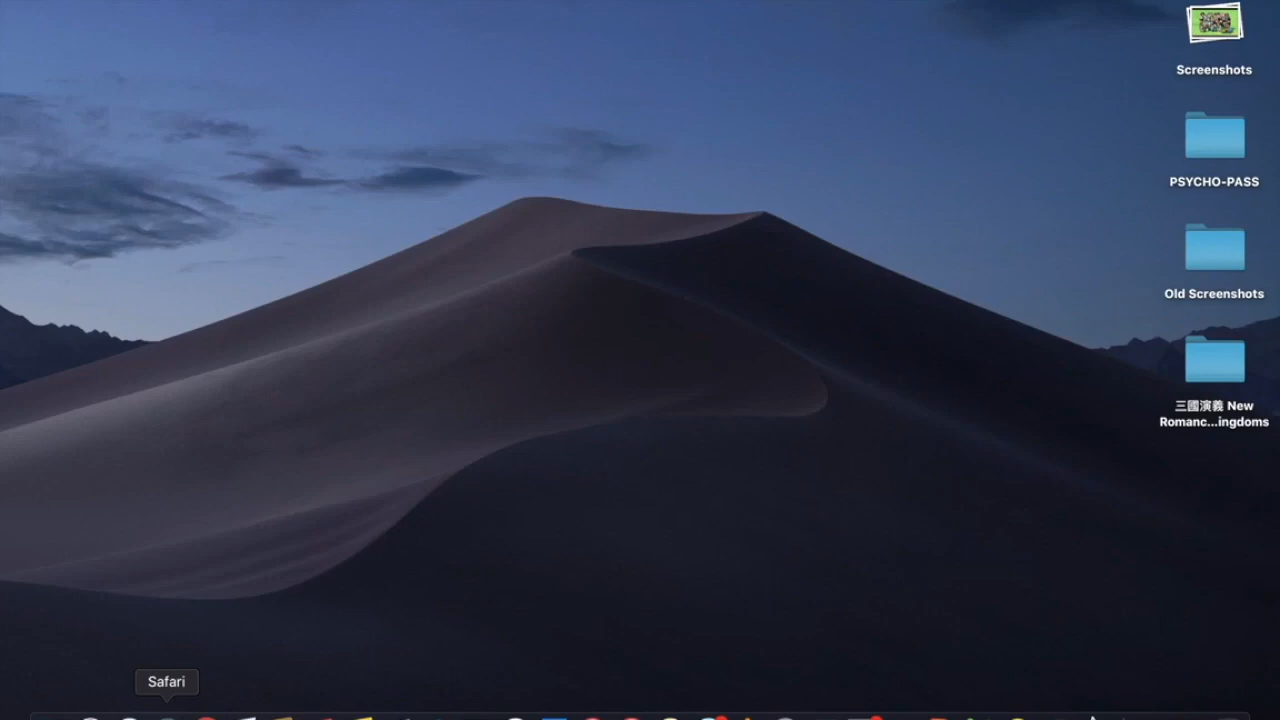 Screenshots
PSYCHO-PASS
Old Screenshots
三國演義 New
Romanc...ingdoms
Safari